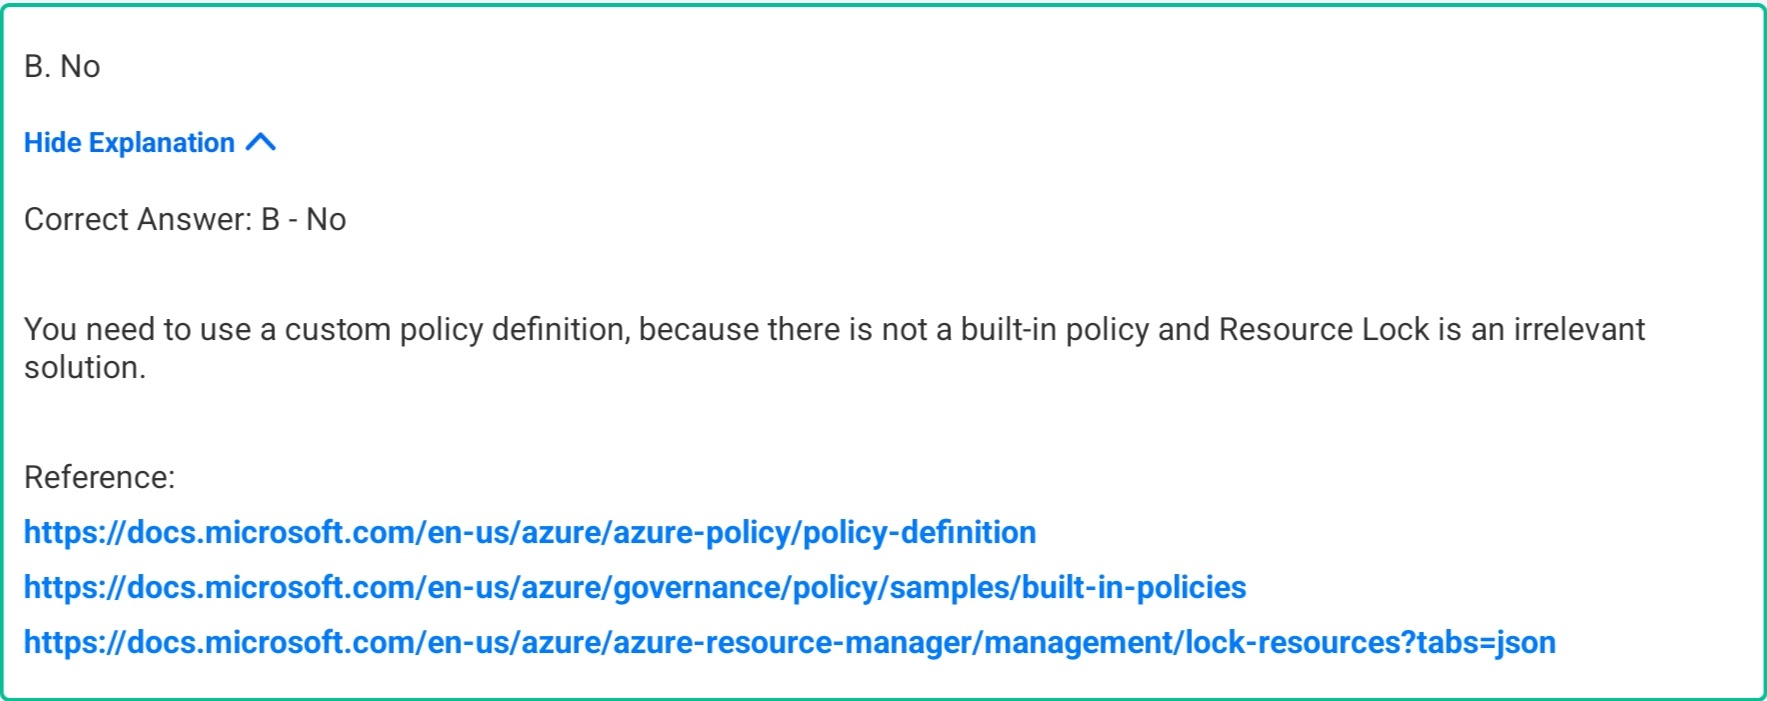 B. No
Hide Explanation
Correct Answer: B - No
You need to use a custom policy definition, because there is not a built-in policy and Resource Lock is an irrelevant
solution.
Reference:
https://docs.microsoft.com/en-us/azure/azure-policy/policy-definition
https://docs.microsoft.com/en-us/azure/governance/policy/samples/built-in-policies
https://docs.microsoft.com/en-us/azure/azure-resource-manager/management/lock-resources?tabs=json